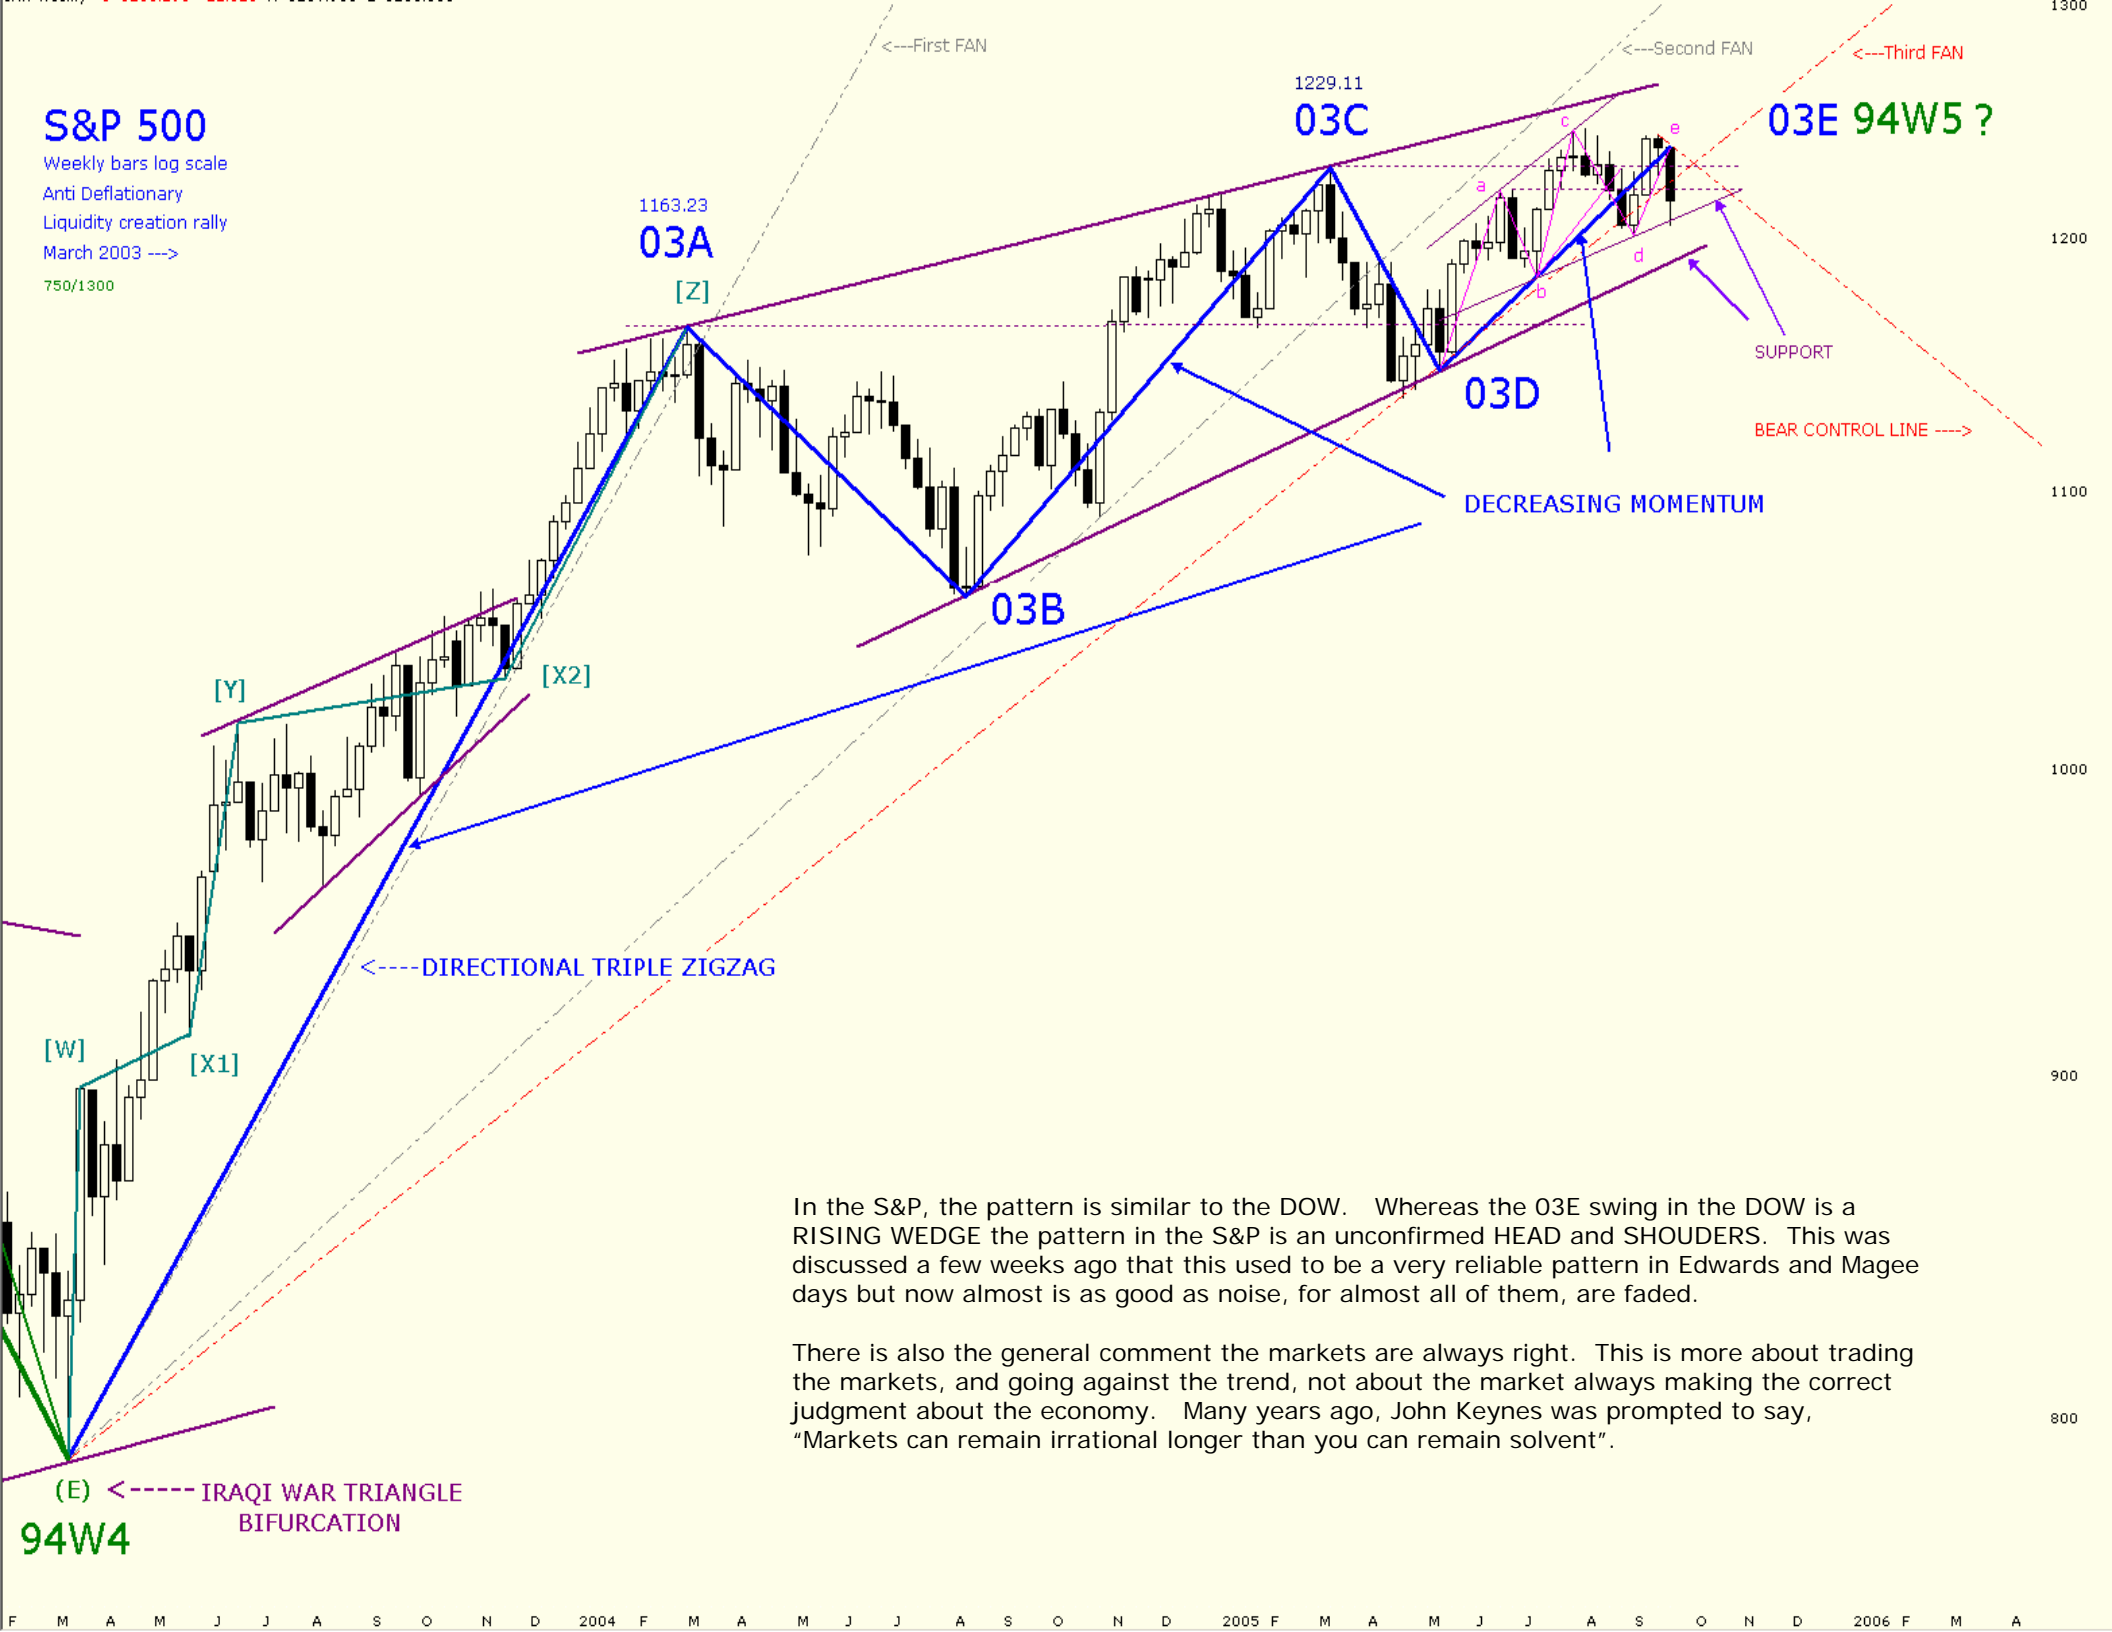 <---First FAN
<---Second FAN
<---Third FAN
1300
S&P 500
Weekly bars log scale
Anti Deflationary
Liquidity creation rally
March 2003 --->
750/1300
1163.23
03A
[Z]
1229.11
03C
03E 94W5 ?
a
c
e
b
d
1200
SUPPORT
03D
BEAR CONTROL LINE ---->
1100
DECREASING MOMENTUM
03B
[Y]
[X2]
1000
<----DIRECTIONAL TRIPLE ZIGZAG
[W]
[X1]
900
In the S&P, the pattern is similar to the DOW. Whereas the 03E swing in the DOW is a
RISING WEDGE the pattern in the S&P is an unconfirmed HEAD and SHOUDERS. This was
discussed a few weeks ago that this used to be a very reliable pattern in Edwards and Magee
days but now almost is as good as noise, for almost all of them, are faded.
There is also the general comment the markets are always right. This is more about trading
the markets, and going against the trend, not about the market always making the correct
judgment about the economy. Many years ago, John Keynes was prompted to say,
“Markets can remain irrational longer than you can remain solvent”.
800
(E) <----- IRAQI WAR TRIANGLE
BIFURCATION
94W4
F M A M J J A S O N D 2004 F M A M J J A S O N D 2005 F M A M J J A S O N D 2006 F M A